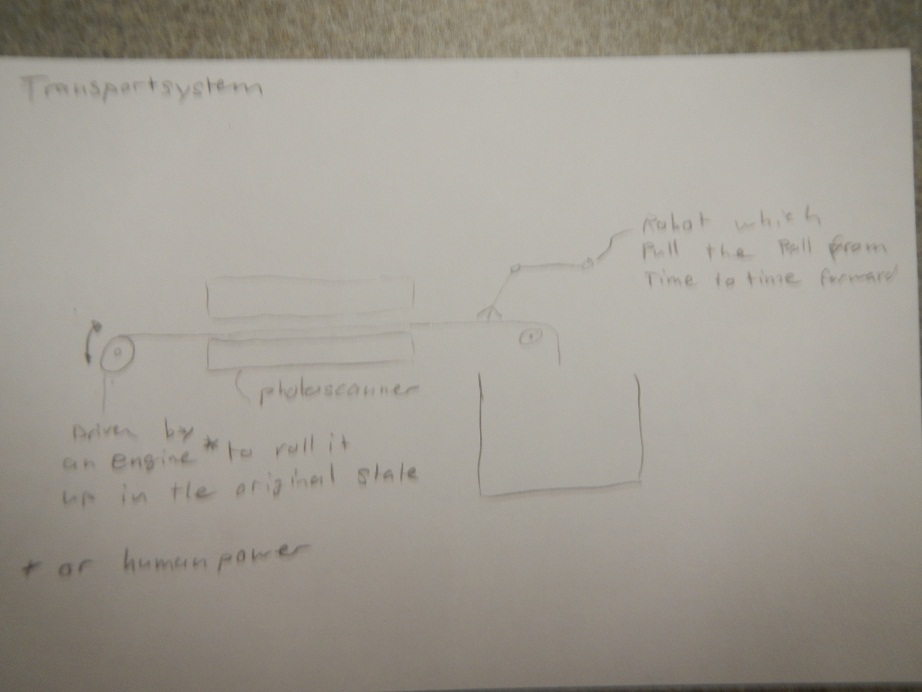 Transportsystem
Robot which
Pull the Roll from
Time to time forward
photoscanner
Driven by
an engine * to roll it
up in the original state
* or human power